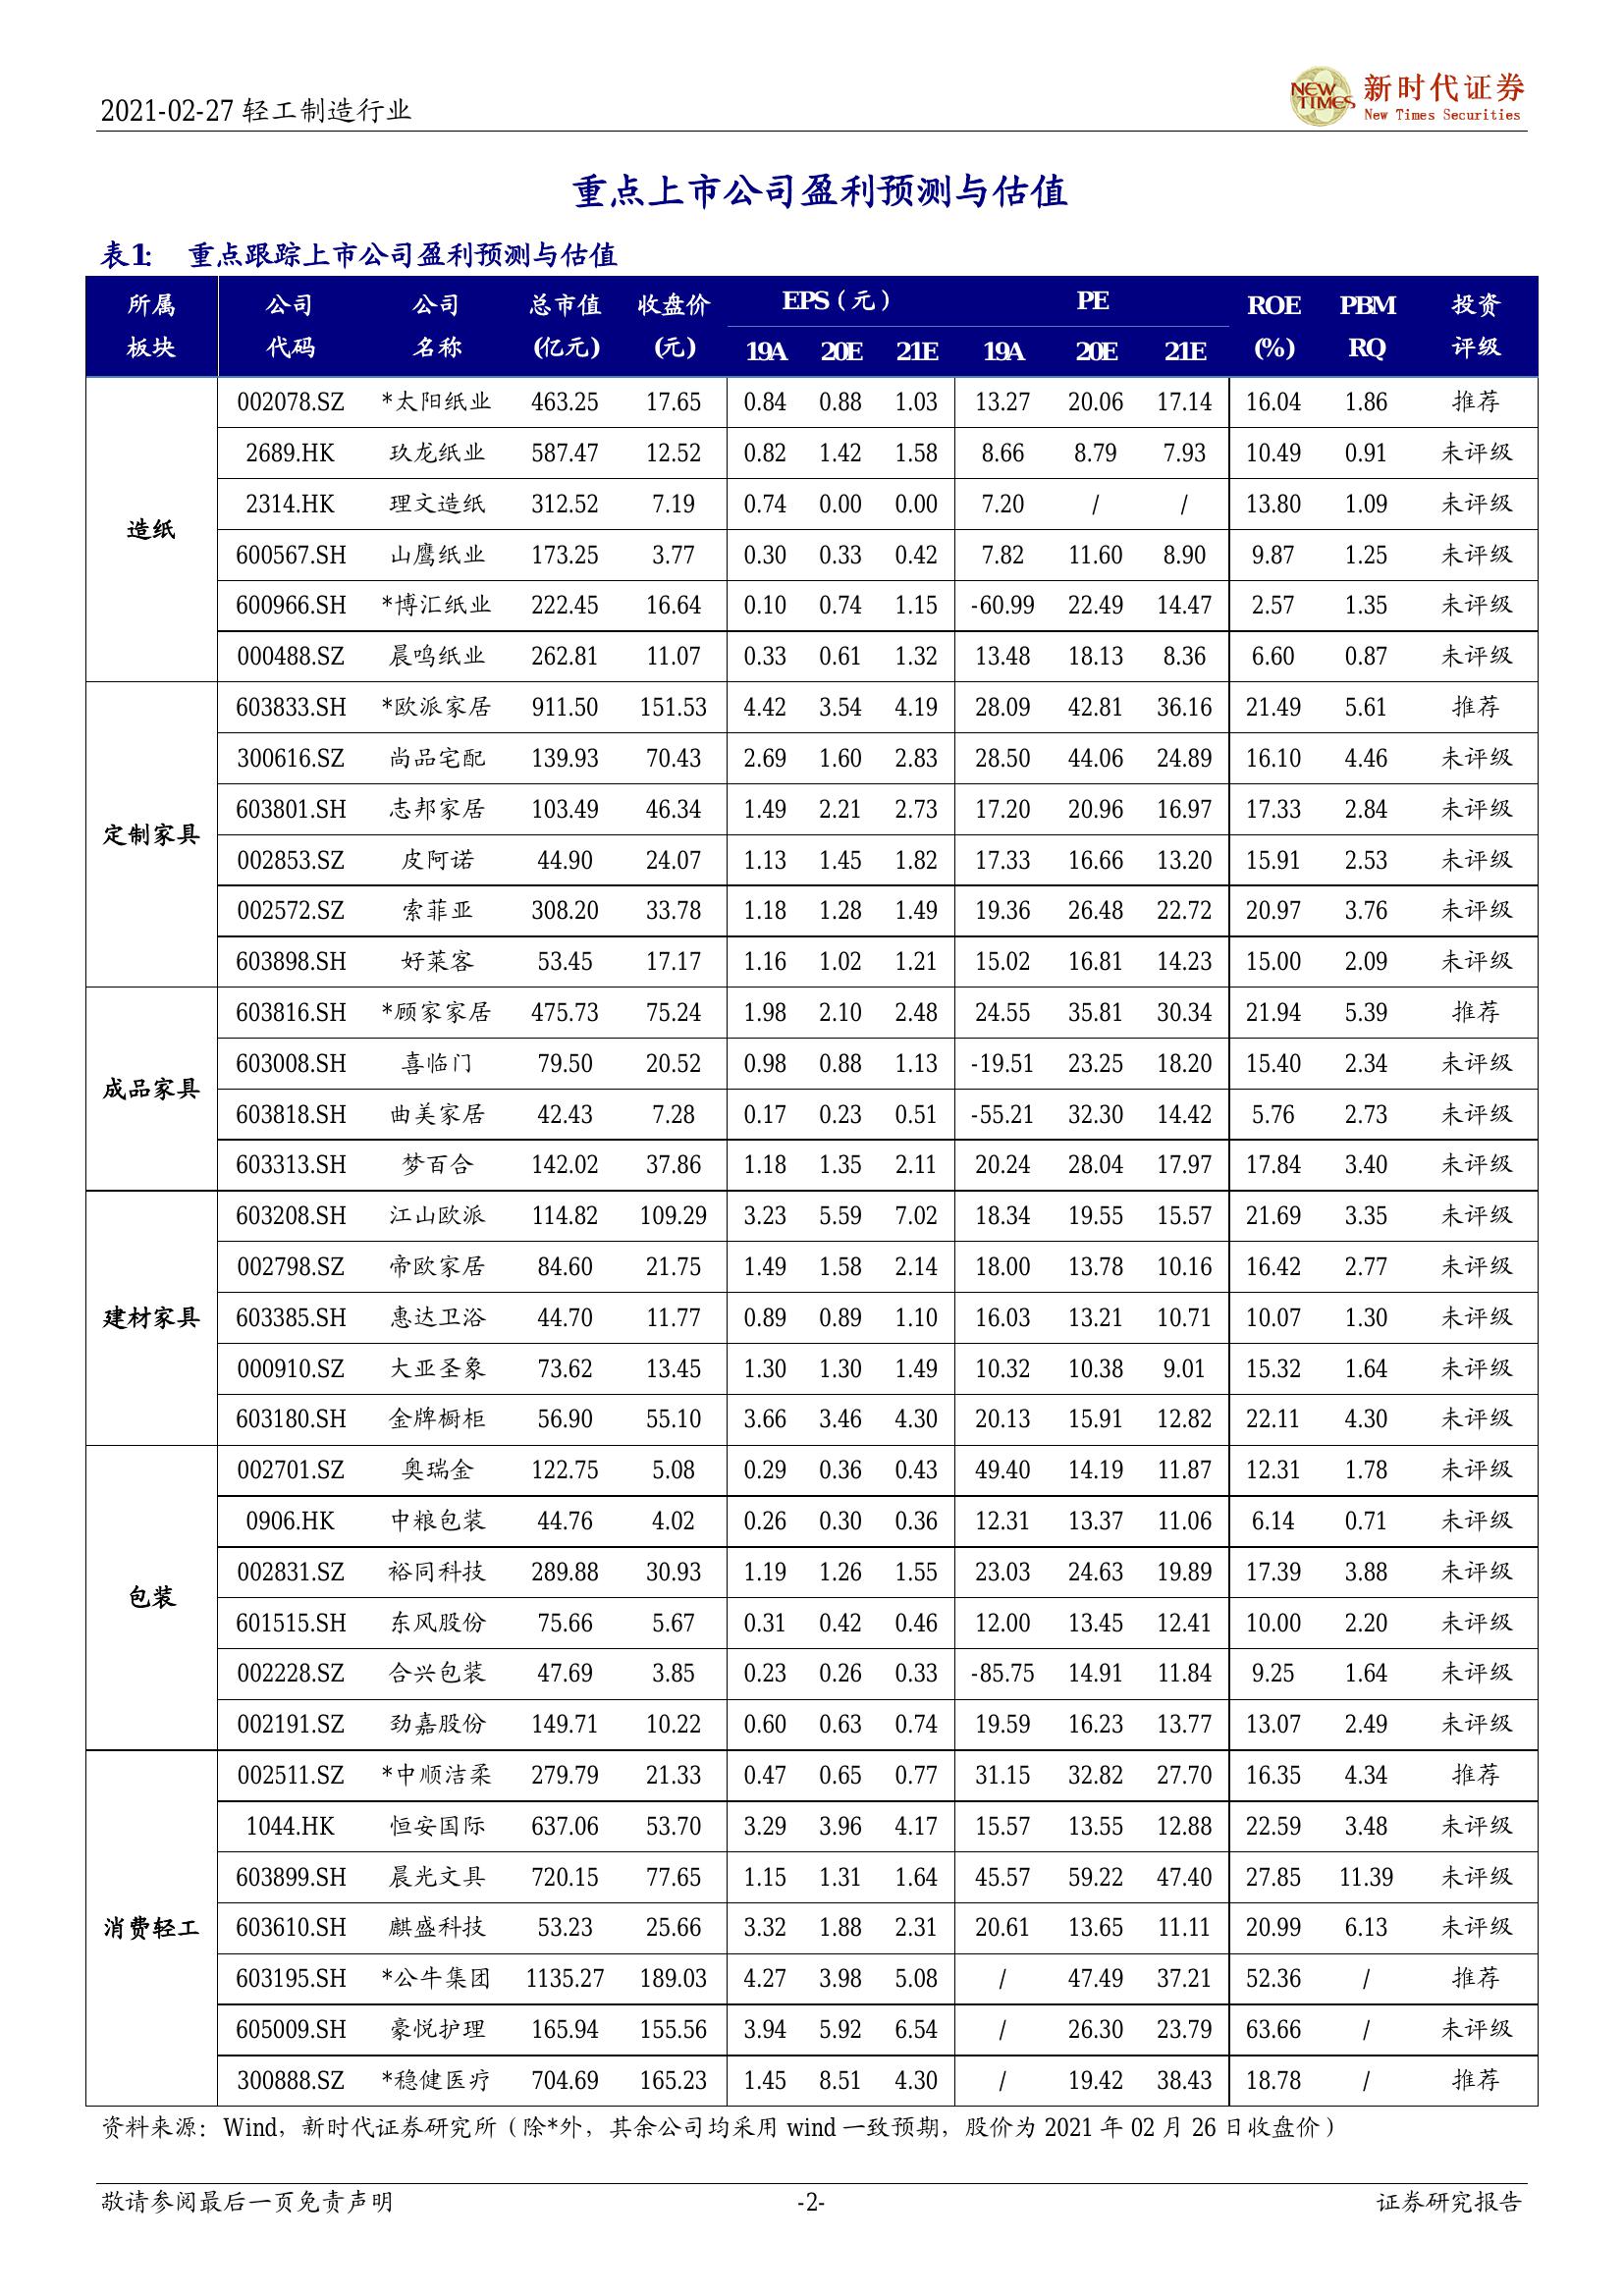 2021-02-27 轻工制造行业
NEW TIMES 新时代证券
New Times Securities
重点上市公司盈利预测与估值
表1: 重点跟踪上市公司盈利预测与估值
所属板块 公司代码 公司名称 总市值(亿元) 收盘价(元) EPS(元) PE ROE(%) PBMRQ 投资评级
19A 20E 21E 19A 20E 21E
造纸
002078.SZ *太阳纸业 463.25 17.65 0.84 0.88 1.03 13.27 20.06 17.14 16.04 1.86 推荐
2689.HK 玖龙纸业 587.47 12.52 0.82 1.42 1.58 8.66 8.79 7.93 10.49 0.91 未评级
2314.HK 理文造纸 312.52 7.19 0.74 0.00 0.00 7.20 / / 13.80 1.09 未评级
600567.SH 山鹰纸业 173.25 3.77 0.30 0.33 0.42 7.82 11.60 8.90 9.87 1.25 未评级
600966.SH *博汇纸业 222.45 16.64 0.10 0.74 1.15 -60.99 22.49 14.47 2.57 1.35 未评级
000488.SZ 晨鸣纸业 262.81 11.07 0.33 0.61 1.32 13.48 18.13 8.36 6.60 0.87 未评级
定制家具
603833.SH *欧派家居 911.50 151.53 4.42 3.54 4.19 28.09 42.81 36.16 21.49 5.61 推荐
300616.SZ 尚品宅配 139.93 70.43 2.69 1.60 2.83 28.50 44.06 24.89 16.10 4.46 未评级
603801.SH 志邦家居 103.49 46.34 1.49 2.21 2.73 17.20 20.96 16.97 17.33 2.84 未评级
002853.SZ 皮阿诺 44.90 24.07 1.13 1.45 1.82 17.33 16.66 13.20 15.91 2.53 未评级
002572.SZ 索菲亚 308.20 33.78 1.18 1.28 1.49 19.36 26.48 22.72 20.97 3.76 未评级
603898.SH 好莱客 53.45 17.17 1.16 1.02 1.21 15.02 16.81 14.23 15.00 2.09 未评级
成品家具
603816.SH *顾家家居 475.73 75.24 1.98 2.10 2.48 24.55 35.81 30.34 21.94 5.39 推荐
603008.SH 喜临门 79.50 20.52 0.98 0.88 1.13 -19.51 23.25 18.20 15.40 2.34 未评级
603818.SH 曲美家居 42.43 7.28 0.17 0.23 0.51 -55.21 32.30 14.42 5.76 2.73 未评级
603313.SH 梦百合 142.02 37.86 1.18 1.35 2.11 20.24 28.04 17.97 17.84 3.40 未评级
建材家具
603208.SH 江山欧派 114.82 109.29 3.23 5.59 7.02 18.34 19.55 15.57 21.69 3.35 未评级
002798.SZ 帝欧家居 84.60 21.75 1.49 1.58 2.14 18.00 13.78 10.16 16.42 2.77 未评级
603385.SH 惠达卫浴 44.70 11.77 0.89 0.89 1.10 16.03 13.21 10.71 10.07 1.30 未评级
000910.SZ 大亚圣象 73.62 13.45 1.30 1.30 1.49 10.32 10.38 9.01 15.32 1.64 未评级
603180.SH 金牌橱柜 56.90 55.10 3.66 3.46 4.30 20.13 15.91 12.82 22.11 4.30 未评级
包装
002701.SZ 奥瑞金 122.75 5.08 0.29 0.36 0.43 49.40 14.19 11.87 12.31 1.78 未评级
0906.HK 中粮包装 44.76 4.02 0.26 0.30 0.36 12.31 13.37 11.06 6.14 0.71 未评级
002831.SZ 裕同科技 289.88 30.93 1.19 1.26 1.55 23.03 24.63 19.89 17.39 3.88 未评级
601515.SH 东风股份 75.66 5.67 0.31 0.42 0.46 12.00 13.45 12.41 10.00 2.20 未评级
002228.SZ 合兴包装 47.69 3.85 0.23 0.26 0.33 -85.75 14.91 11.84 9.25 1.64 未评级
002191.SZ 劲嘉股份 149.71 10.22 0.60 0.63 0.74 19.59 16.23 13.77 13.07 2.49 未评级
消费轻工
002511.SZ *中顺洁柔 279.79 21.33 0.47 0.65 0.77 31.15 32.82 27.70 16.35 4.34 推荐
1044.HK 恒安国际 637.06 53.70 3.29 3.96 4.17 15.57 13.55 12.88 22.59 3.48 未评级
603899.SH 晨光文具 720.15 77.65 1.15 1.31 1.64 45.57 59.22 47.40 27.85 11.39 未评级
603610.SH 麒盛科技 53.23 25.66 3.32 1.88 2.31 20.61 13.65 11.11 20.99 6.13 未评级
603195.SH *公牛集团 1135.27 189.03 4.27 3.98 5.08 / 47.49 37.21 52.36 / 推荐
605009.SH 豪悦护理 165.94 155.56 3.94 5.92 6.54 / 26.30 23.79 63.66 / 未评级
300888.SZ *稳健医疗 704.69 165.23 1.45 8.51 4.30 / 19.42 38.43 18.78 / 推荐
资料来源：Wind，新时代证券研究所（除*外，其余公司均采用 wind 一致预期，股价为 2021 年 02 月 26 日收盘价）
敬请参阅最后一页免责声明 -2- 证券研究报告